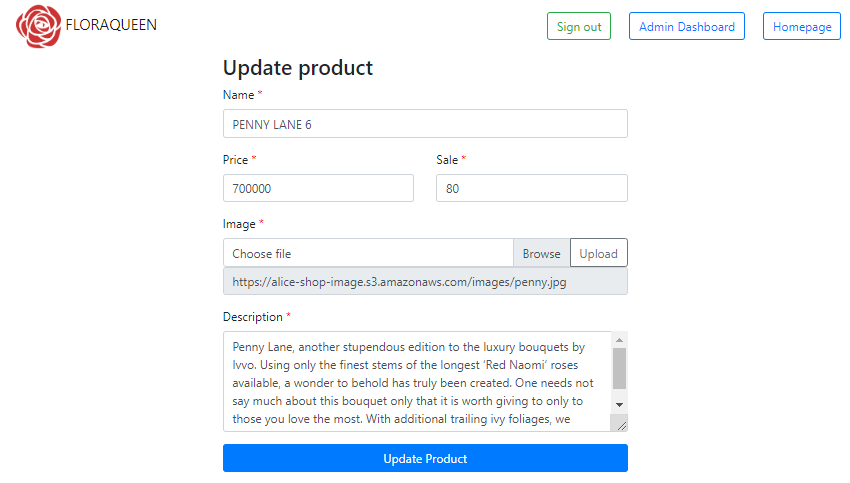 FLORAQUEEN
Sign out
Admin Dashboard
Homepage
Update product
Name *
PENNY LANE 6
Price *
Sale *
700000
80
Image *
Choose file
Browse
Upload
https://alice-shop-image.s3.amazonaws.com/images/penny.jpg
Description *
Penny Lane, another stupendous edition to the luxury bouquets by
Ivvo. Using only the finest stems of the longest ‘Red Naomi’ roses
available, a wonder to behold has truly been created. One needs not
say much about this bouquet only that it is worth giving to only to
those you love the most. With additional trailing ivy foliages, we
Update Product